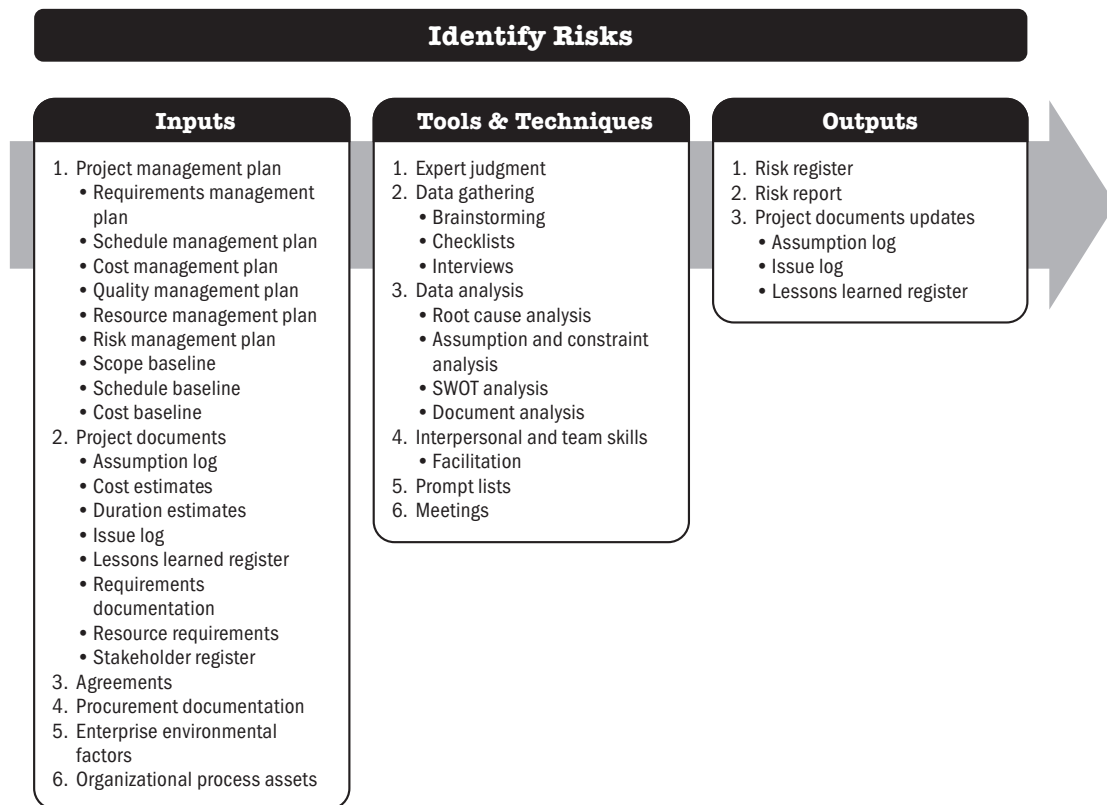 Identify Risks
Inputs
1. Project management plan
• Requirements management
plan
• Schedule management plan
• Cost management plan
• Quality management plan
• Resource management plan
• Risk management plan
• Scope baseline
• Schedule baseline
• Cost baseline
2. Project documents
• Assumption log
• Cost estimates
• Duration estimates
• Issue log
• Lessons learned register
• Requirements
documentation
• Resource requirements
• Stakeholder register
3. Agreements
4. Procurement documentation
5. Enterprise environmental
factors
6. Organizational process assets
Tools & Techniques
1. Expert judgment
2. Data gathering
• Brainstorming
• Checklists
• Interviews
3. Data analysis
• Root cause analysis
• Assumption and constraint
analysis
• SWOT analysis
• Document analysis
4. Interpersonal and team skills
• Facilitation
5. Prompt lists
6. Meetings
Outputs
1. Risk register
2. Risk report
3. Project documents updates
• Assumption log
• Issue log
• Lessons learned register